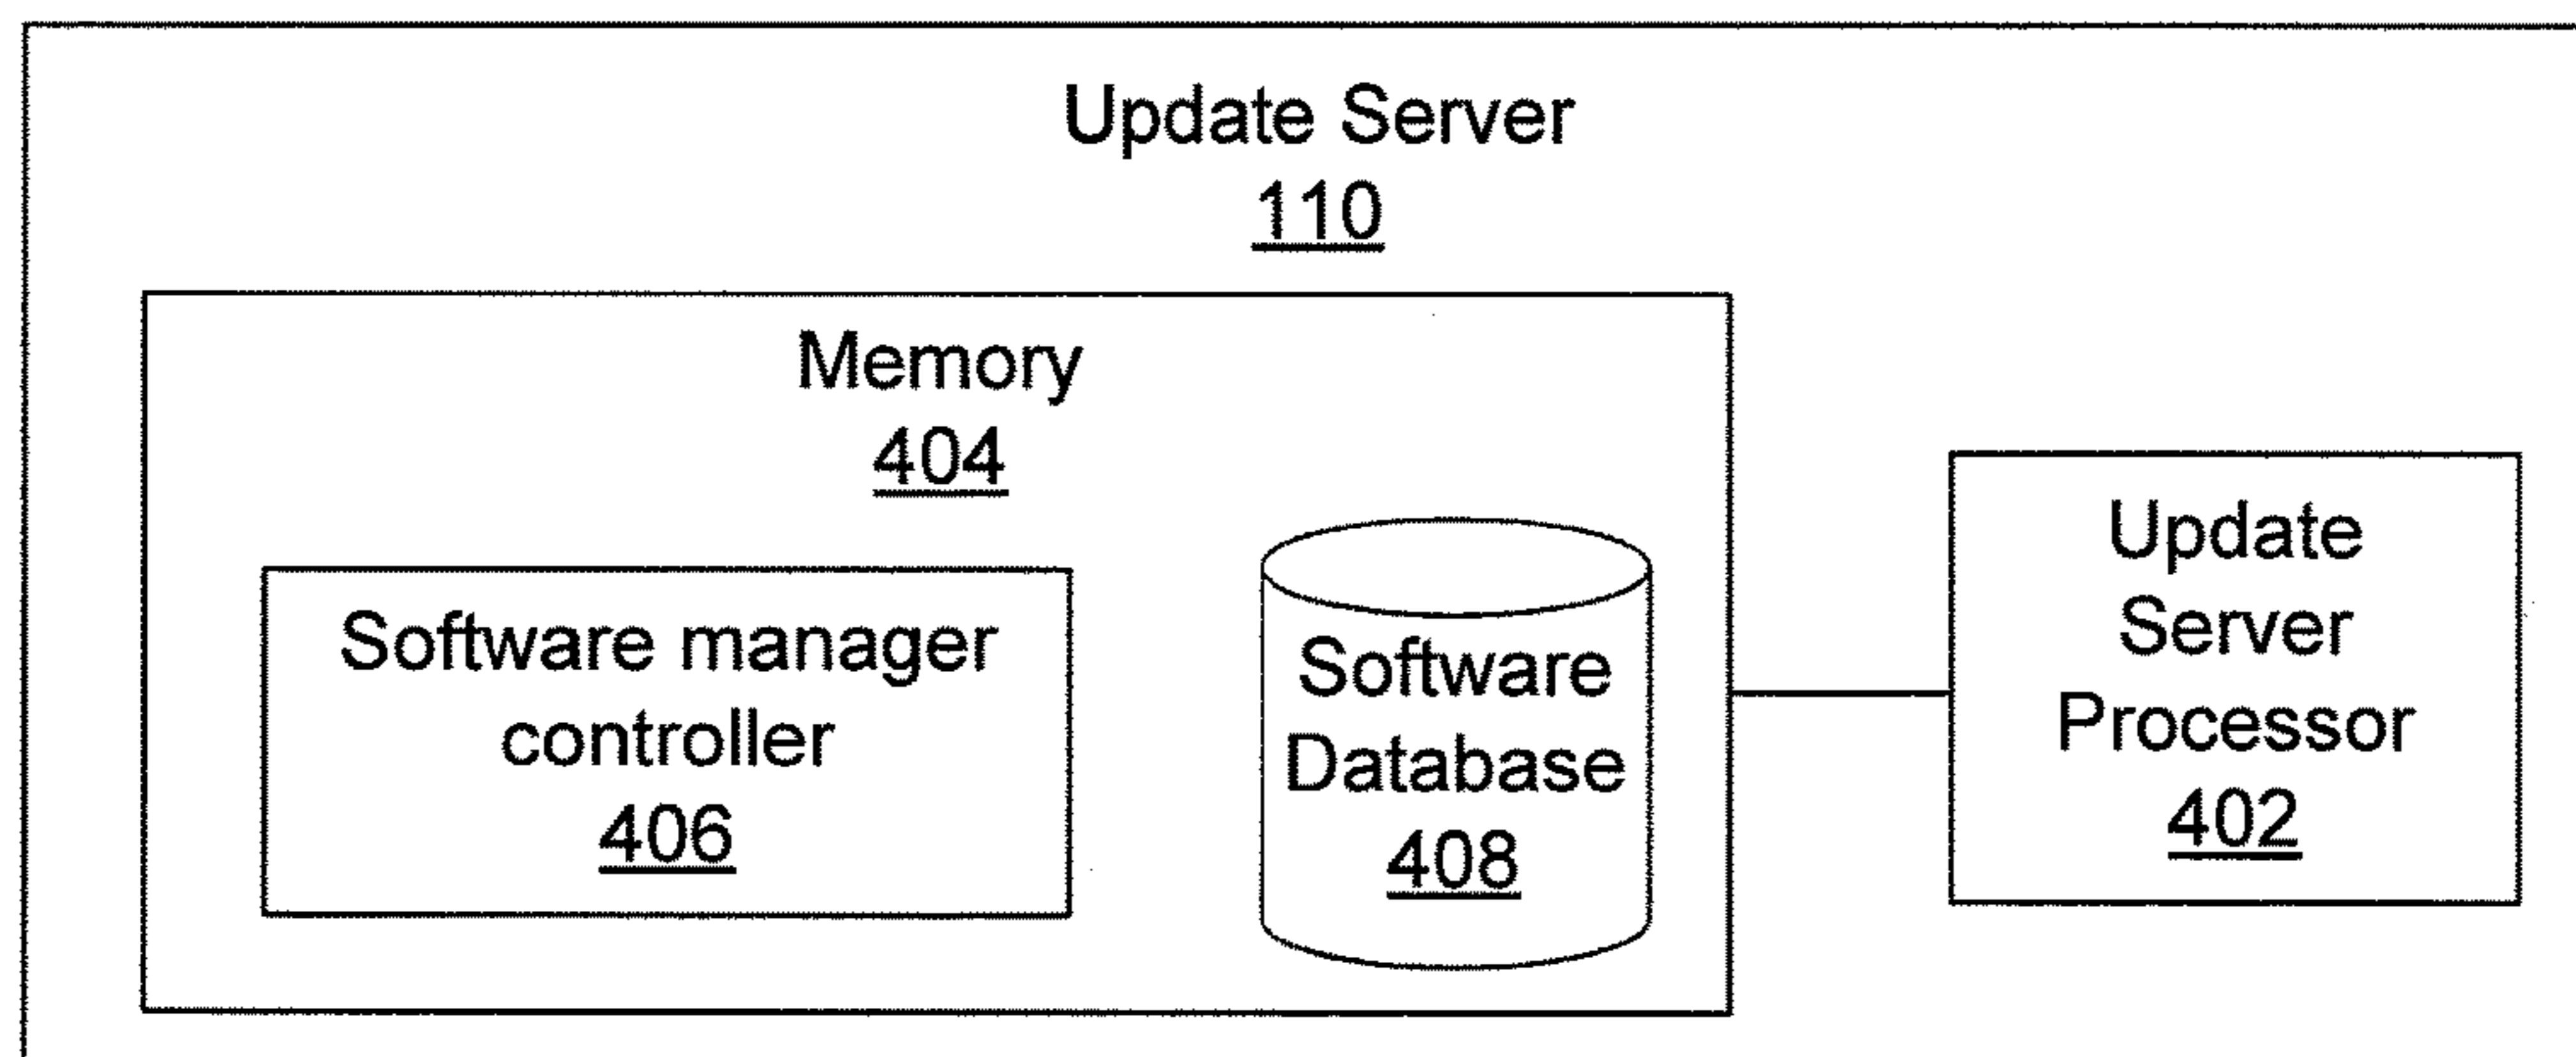 Update Server
110
Memory
404
Software manager
controller
406
Software
Database
408
Update
Server
Processor
402